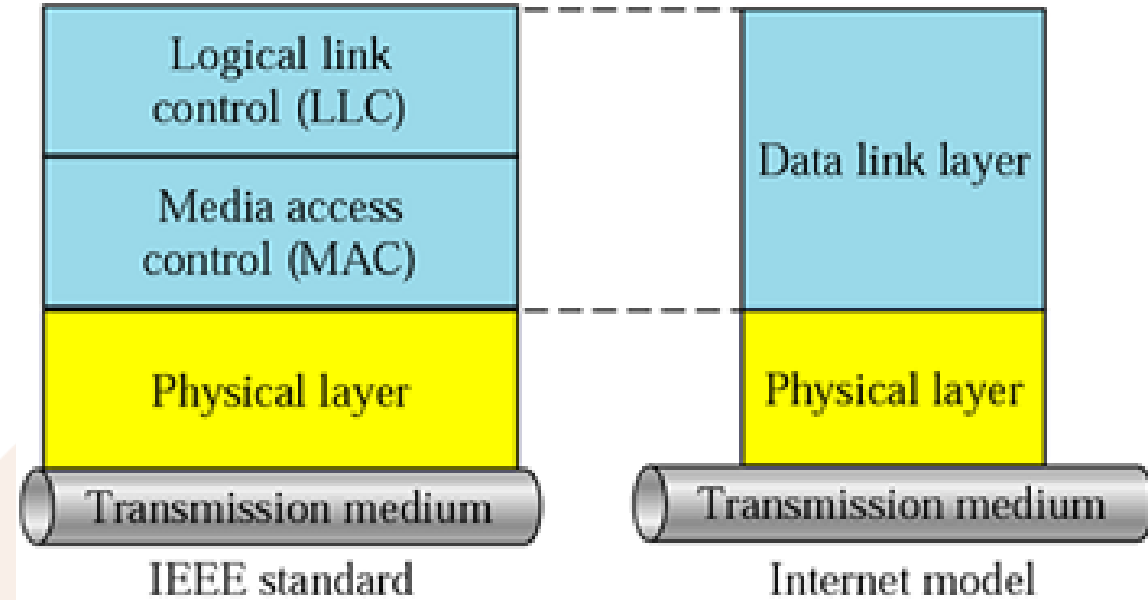 Logical link
control (LLC)
Media access
control (MAC)
Physical layer
Transmission medium
IEEE standard
Data link layer
Physical layer
Transmission medium
Internet model